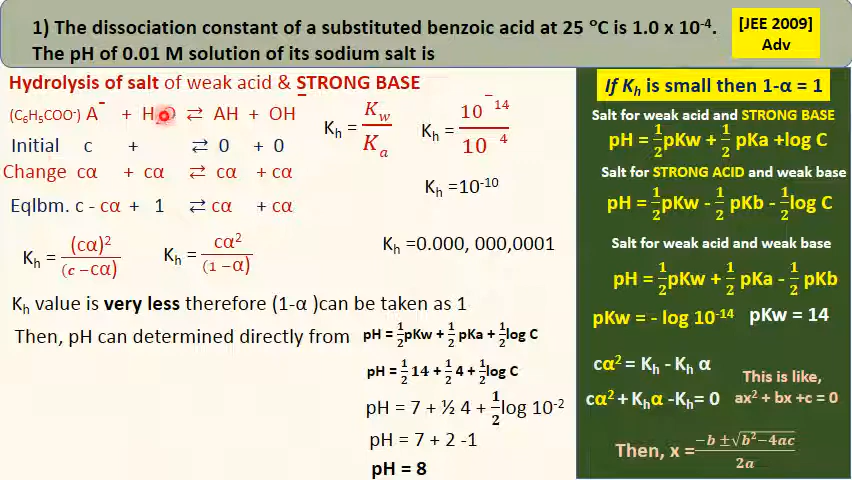 1) The dissociation constant of a substituted benzoic acid at 25 °C is 1.0 x 10⁻⁴.
The pH of 0.01 M solution of its sodium salt is
[JEE 2009]
Adv
Hydrolysis of salt of weak acid & STRONG BASE
(C₆H₅COO⁻) A⁻ + H₂O ⇄ AH + OH⁻
Initial c + ⇄ 0 + 0
Change cα + cα ⇄ cα + cα
Eqlbm. c - cα + 1 ⇄ cα + cα
Kₕ = (cα)² / (c – cα)
Kₕ = cα² / (1 – α)
Kₕ = K_w / K_a
Kₕ = 10⁻¹⁴ / 10⁻⁴
Kₕ =10⁻¹⁰
Kₕ =0.000, 000,0001
Kₕ value is very less therefore (1-α )can be taken as 1
Then, pH can determined directly from
pH = ½pKw + ½ pKa + ½log C
pH = ½ 14 + ½ 4 + ½log C
pH = 7 + ½ 4 + ½log 10⁻²
pH = 7 + 2 -1
pH = 8
If Kₕ is small then 1-α = 1
Salt for weak acid and STRONG BASE
pH = ½pKw + ½ pKa +log C
Salt for STRONG ACID and weak base
pH = ½pKw - ½ pKb - ½log C
Salt for weak acid and weak base
pH = ½pKw + ½ pKa - ½ pKb
pKw = - log 10⁻¹⁴ pKw = 14
cα² = Kₕ - Kₕ α
cα² + Kₕα -Kₕ= 0
This is like,
ax² + bx +c = 0
Then, x = (−b ±√(b²−4ac)) / 2a